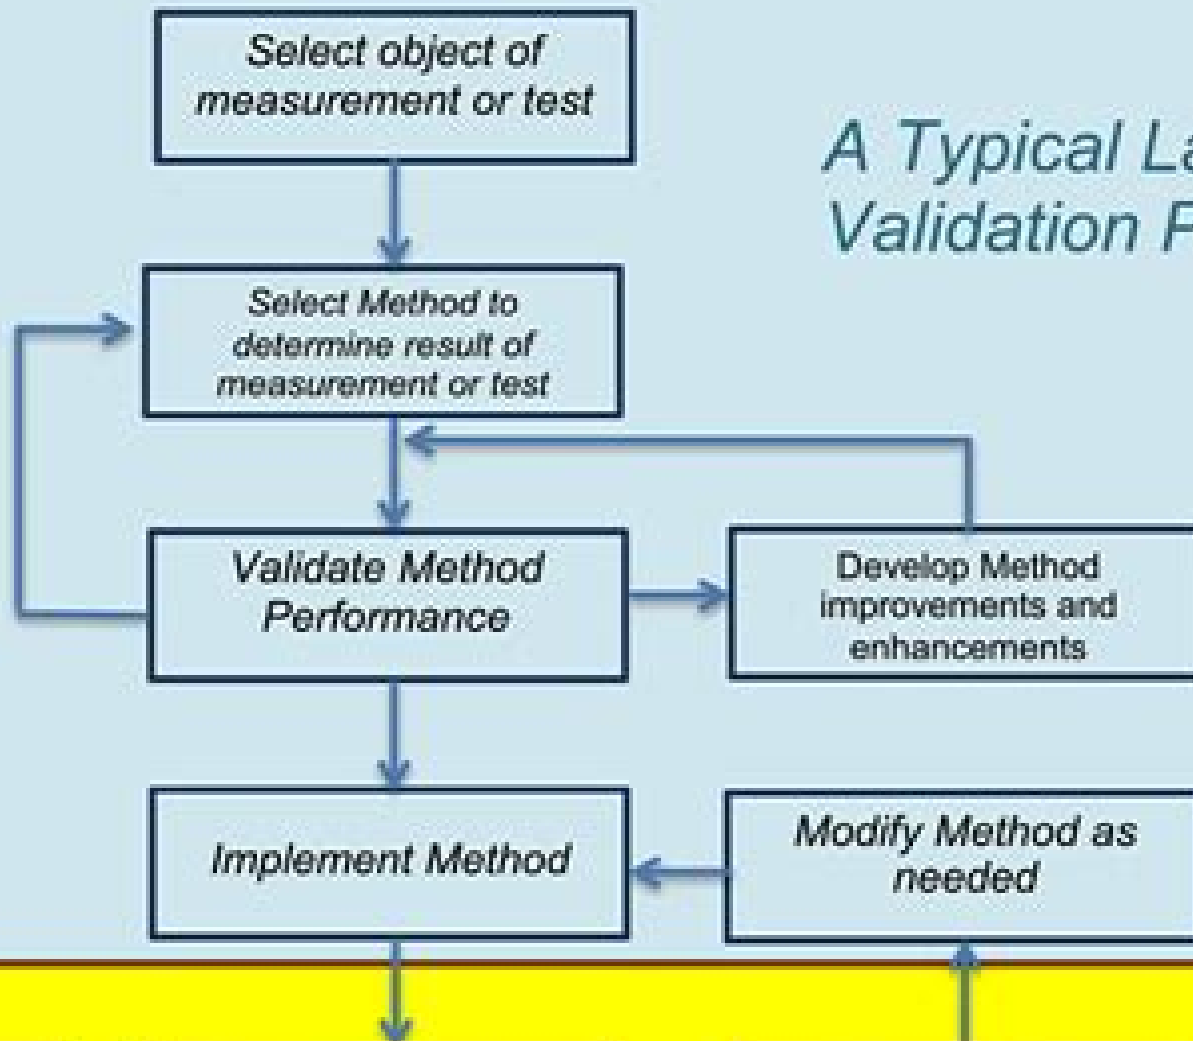 Select object of
measurement or test
A Typical La
Validation P
Select Method to
determine result of
measurement or test
Validate Method
Performance
Develop Method
improvements and
enhancements
Implement Method
Modify Method as
needed